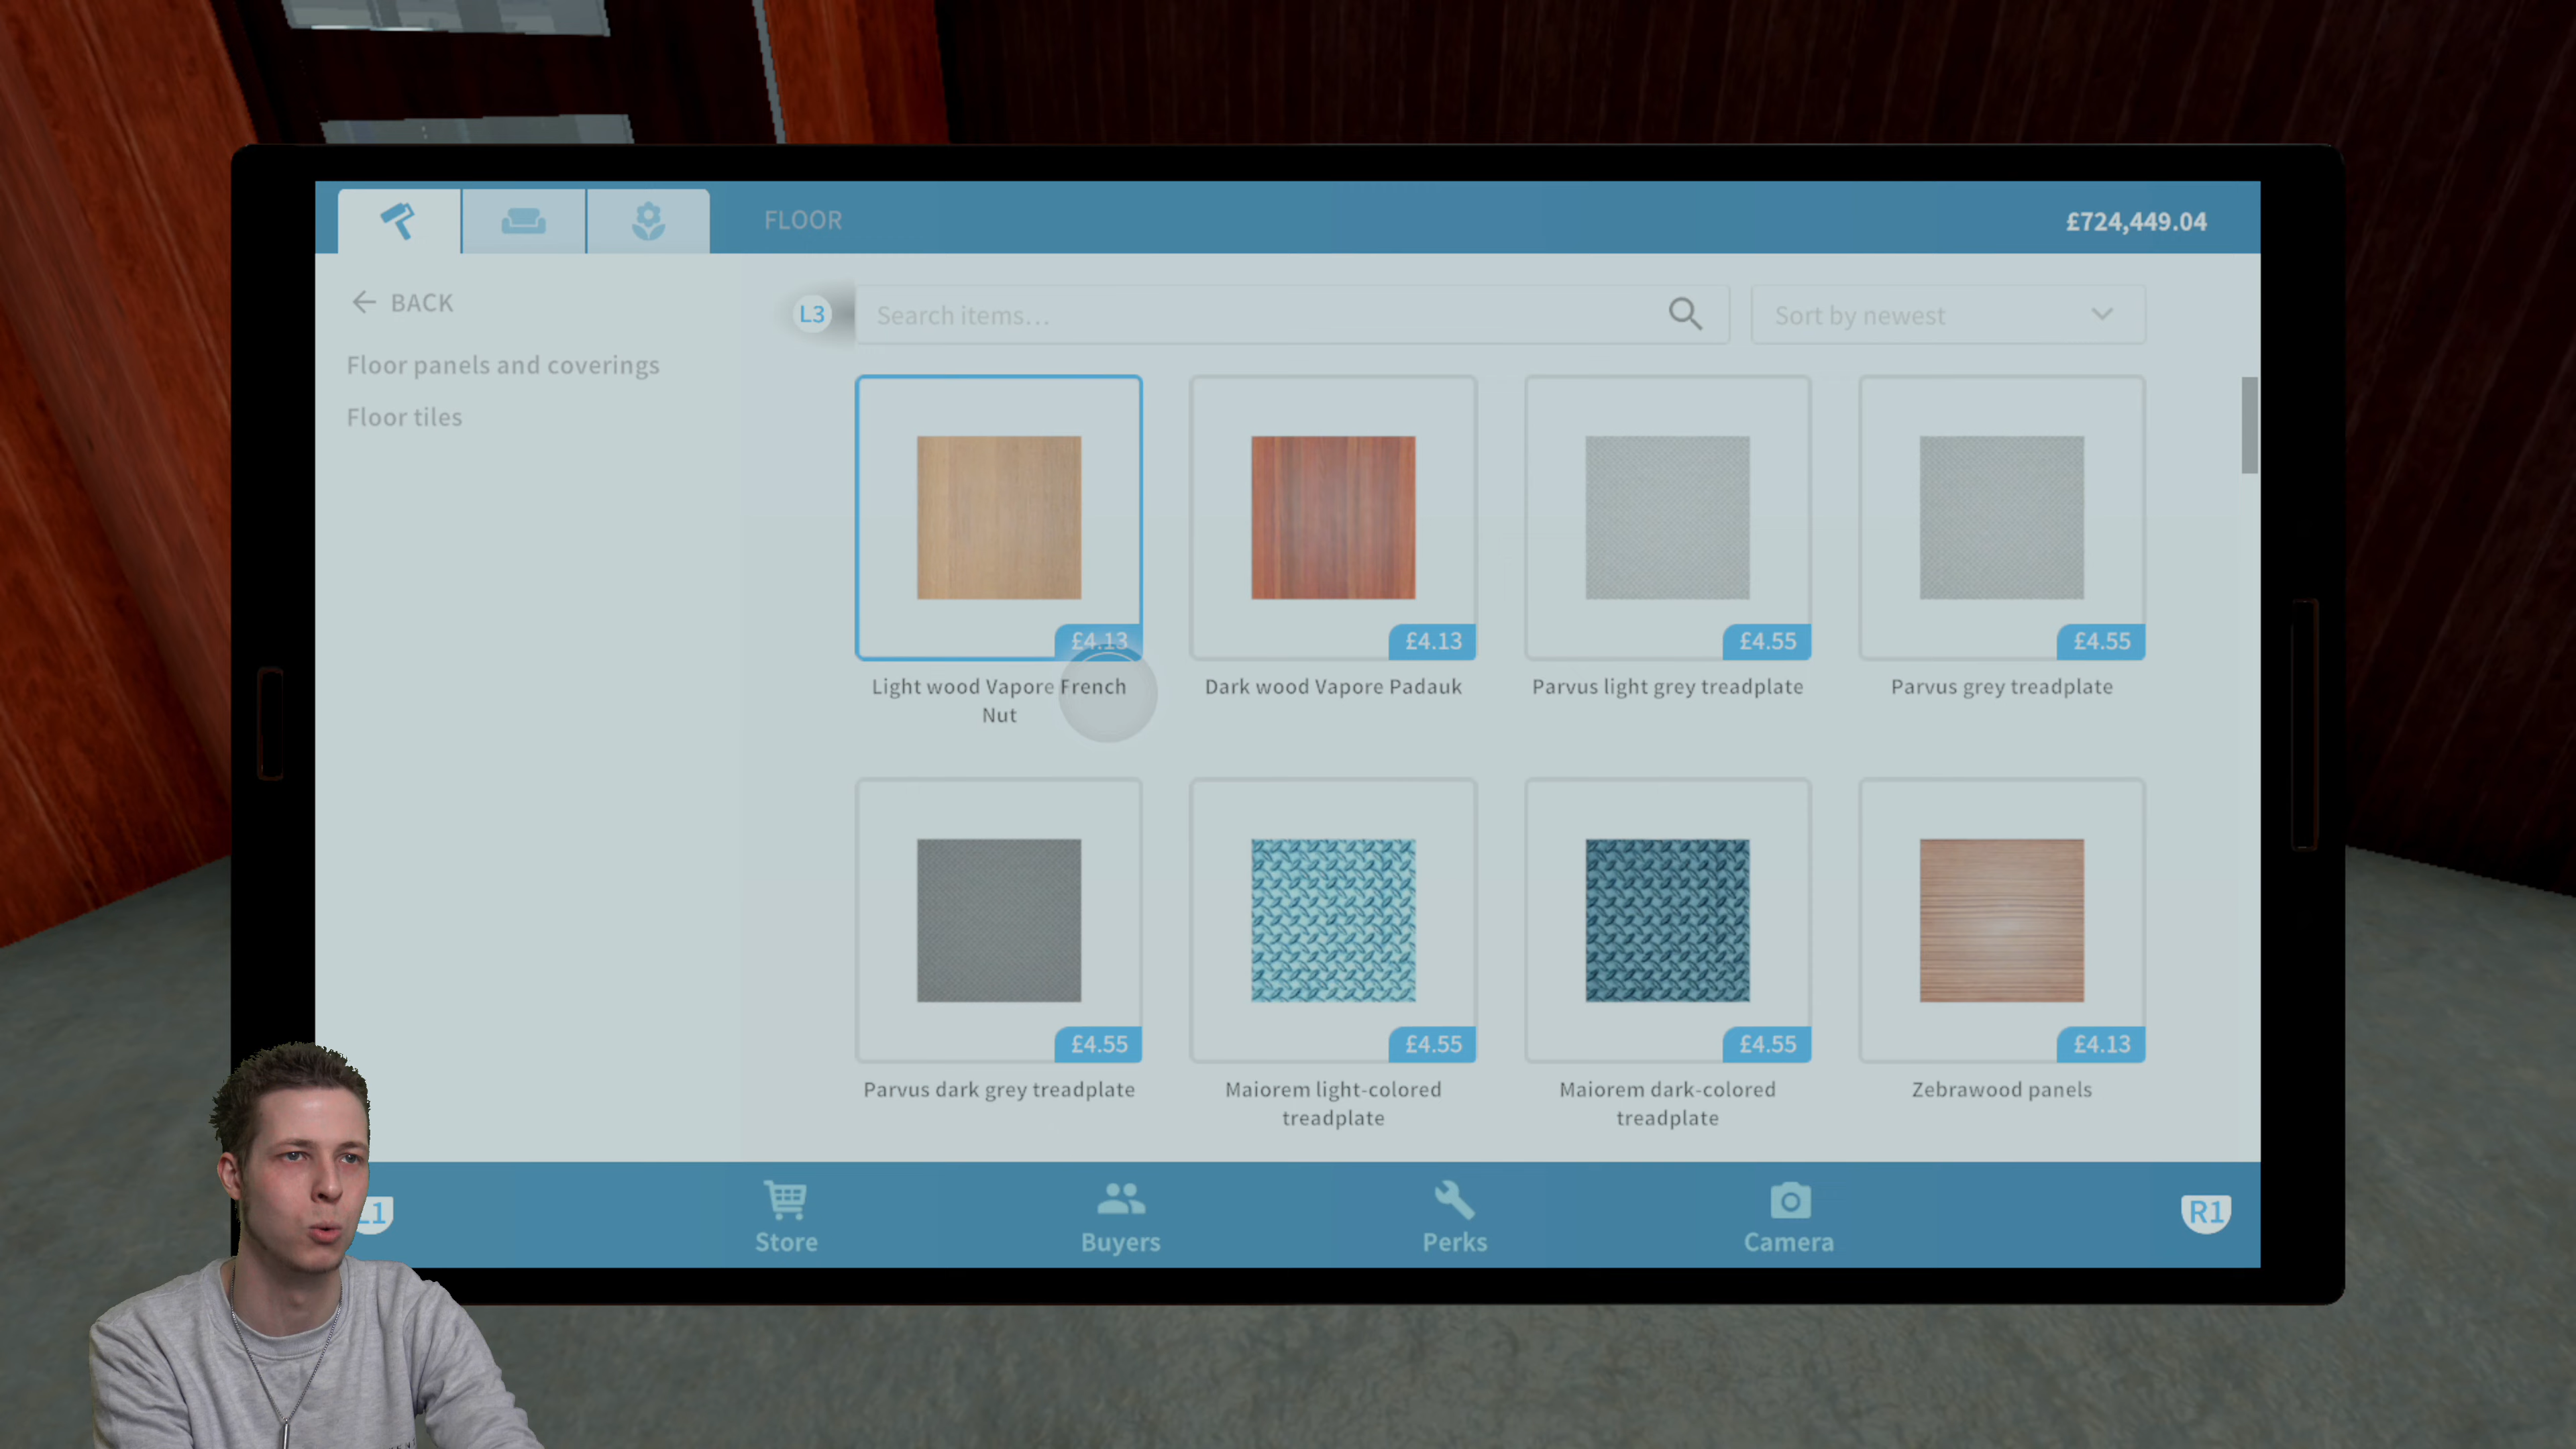 FLOOR
£724,449.04
BACK
L3
Search items...
Sort by newest
Floor panels and coverings
Floor tiles
£4.13
£4.13
£4.55
£4.55
Light wood Vapore French
Nut
Dark wood Vapore Padauk
Parvus light grey treadplate
Parvus grey treadplate
£4.55
£4.55
£4.55
£4.13
Parvus dark grey treadplate
Maiorem light-colored
treadplate
Maiorem dark-colored
treadplate
Zebrawood panels
L1
Store
Buyers
Perks
Camera
R1